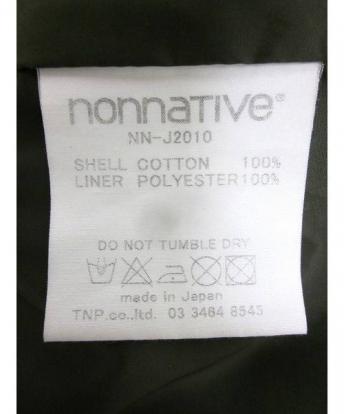 nonnative®
NN-J2010
SHELL COTTON 100%
LINER POLYESTER100%
DO NOT TUMBLE DRY
made in Japan
TNP.co.,ltd. 03 3464 8545